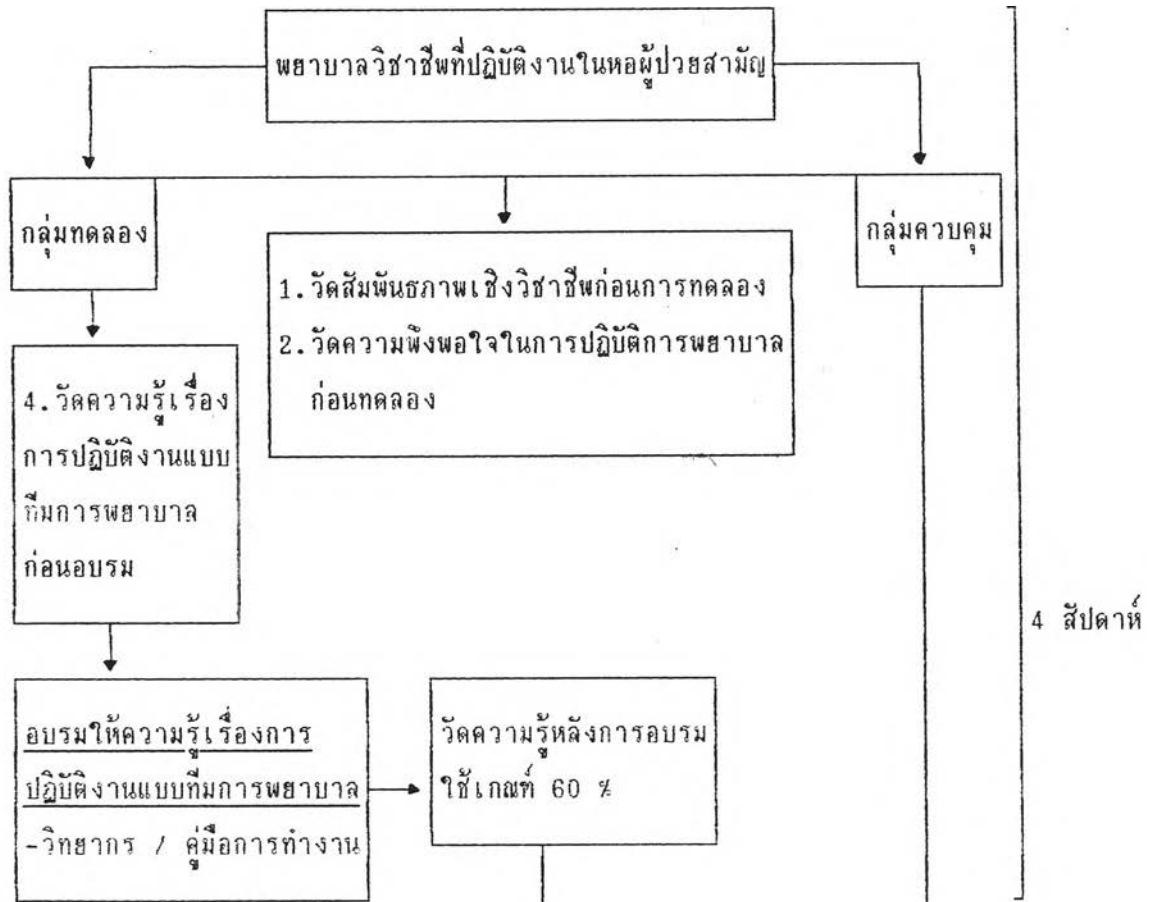 พยาบาลวิชาชีพที่ปฏิบัติงานในหอผู้ป่วยสามัญ
กลุ่มทดลอง
กลุ่มควบคุม
1.วัดสัมพันธภาพเชิงวิชาชีพก่อนการทดลอง
2.วัดความพึงพอใจในการปฏิบัติการพยาบาล
ก่อนทดลอง
4.วัดความรู้เรื่อง
การปฏิบัติงานแบบ
ทีมการพยาบาล
ก่อนอบรม
4 สัปดาห์
อบรมให้ความรู้เรื่องการ
ปฏิบัติงานแบบทีมการพยาบาล
-วิทยากร / คู่มือการทำงาน
วัดความรู้หลังการอบรม
ใช้เกณฑ์ 60 %